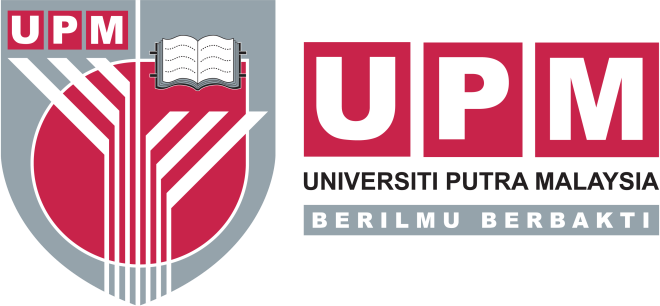 UPM
UPM
UNIVERSITI PUTRA MALAYSIA
BERILMU BERBAKTI